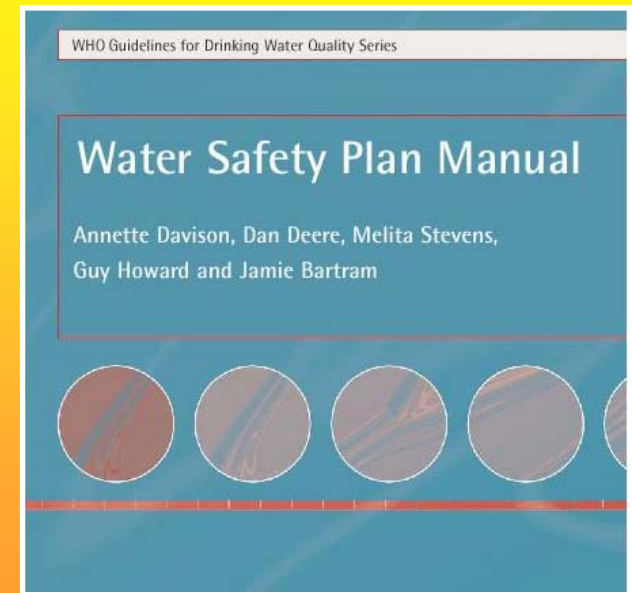 WHO Guidelines for Drinking Water Quality Series
Water Safety Plan Manual
Annette Davison, Dan Deere, Melita Stevens,
Guy Howard and Jamie Bartram